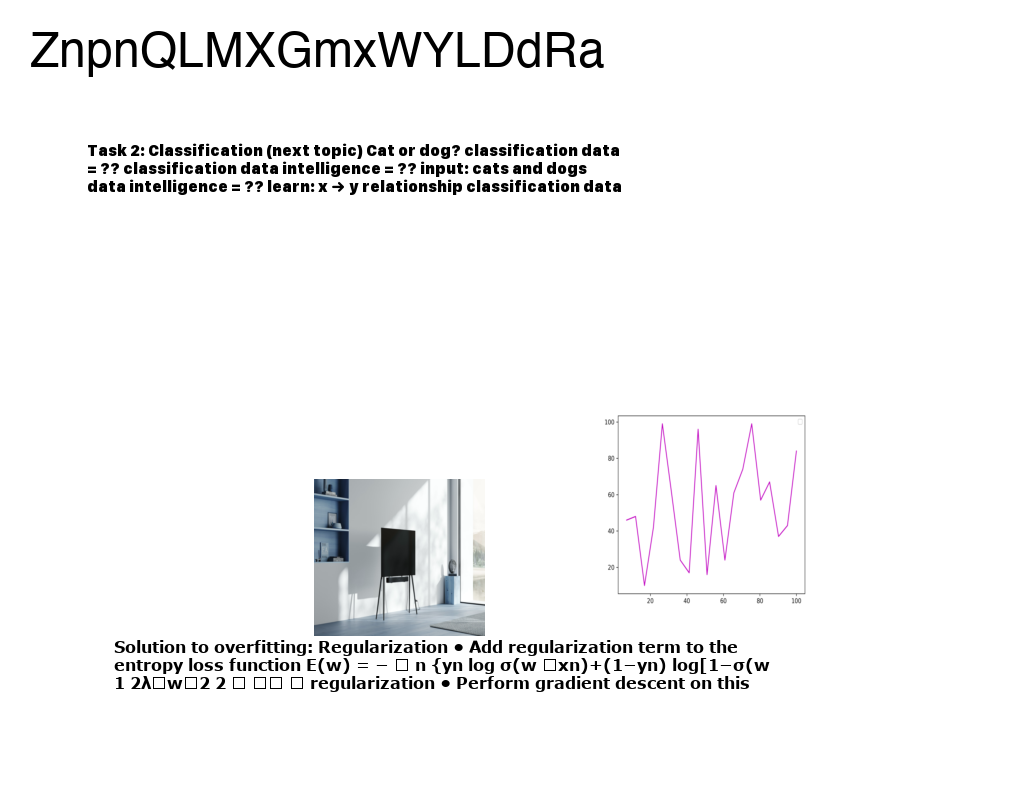 ZnpnQLMXGmxWYLDdRa
Task 2: Classification (next topic) Cat or dog? classification data
= ?? classification data intelligence = ?? input: cats and dogs
data intelligence = ?? learn: x → y relationship classification data
100
80
60
40
20
20 40 60 80 100
Solution to overfitting: Regularization • Add regularization term to the
entropy loss function E(w) = − □ n {yn log σ(w □xn)+(1−yn) log[1−σ(w
1 2λ□w□2 2 □ □□ □ regularization • Perform gradient descent on this